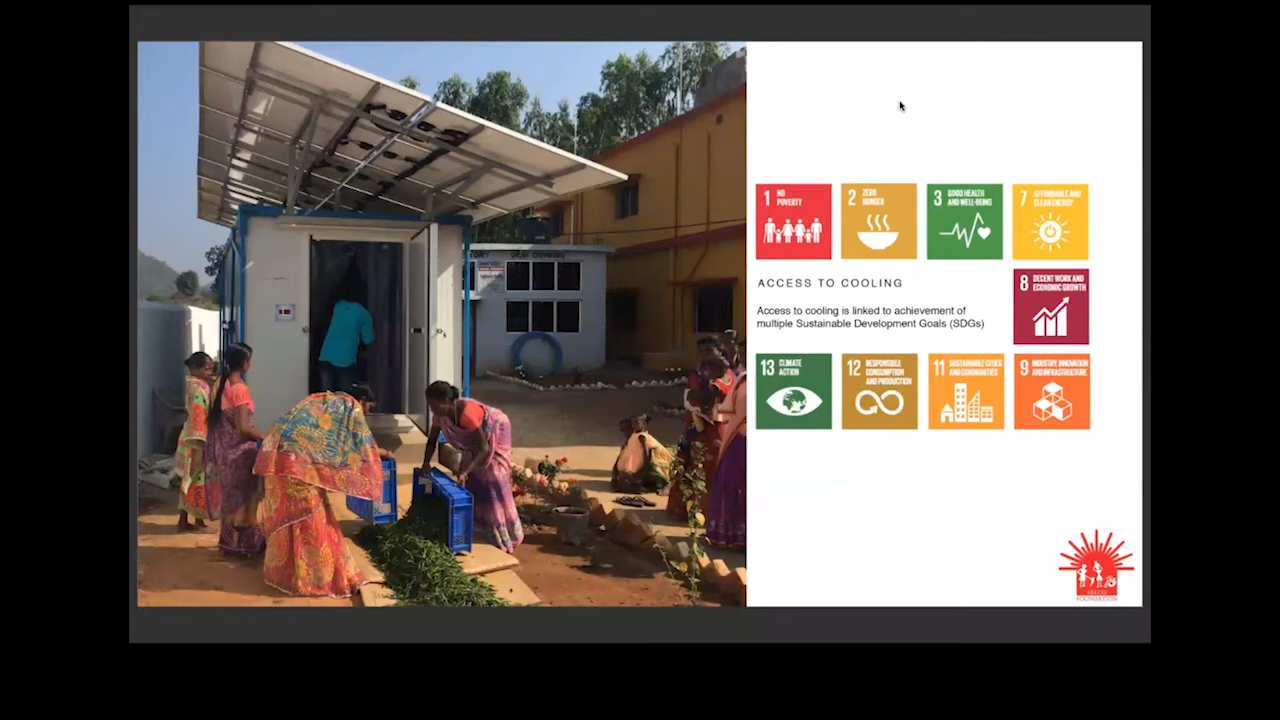 1 NO
POVERTY
2 ZERO
HUNGER
3 GOOD HEALTH
AND WELL-BEING
7 AFFORDABLE AND
CLEAN ENERGY
ACCESS TO COOLING
Access to cooling is linked to achievement of
multiple Sustainable Development Goals (SDGs)
8 DECENT WORK AND
ECONOMIC GROWTH
13 CLIMATE
ACTION
12 RESPONSIBLE
CONSUMPTION
AND PRODUCTION
11 SUSTAINABLE CITIES
AND COMMUNITIES
9 INDUSTRY, INNOVATION
AND INFRASTRUCTURE
SELCO
FOUNDATION